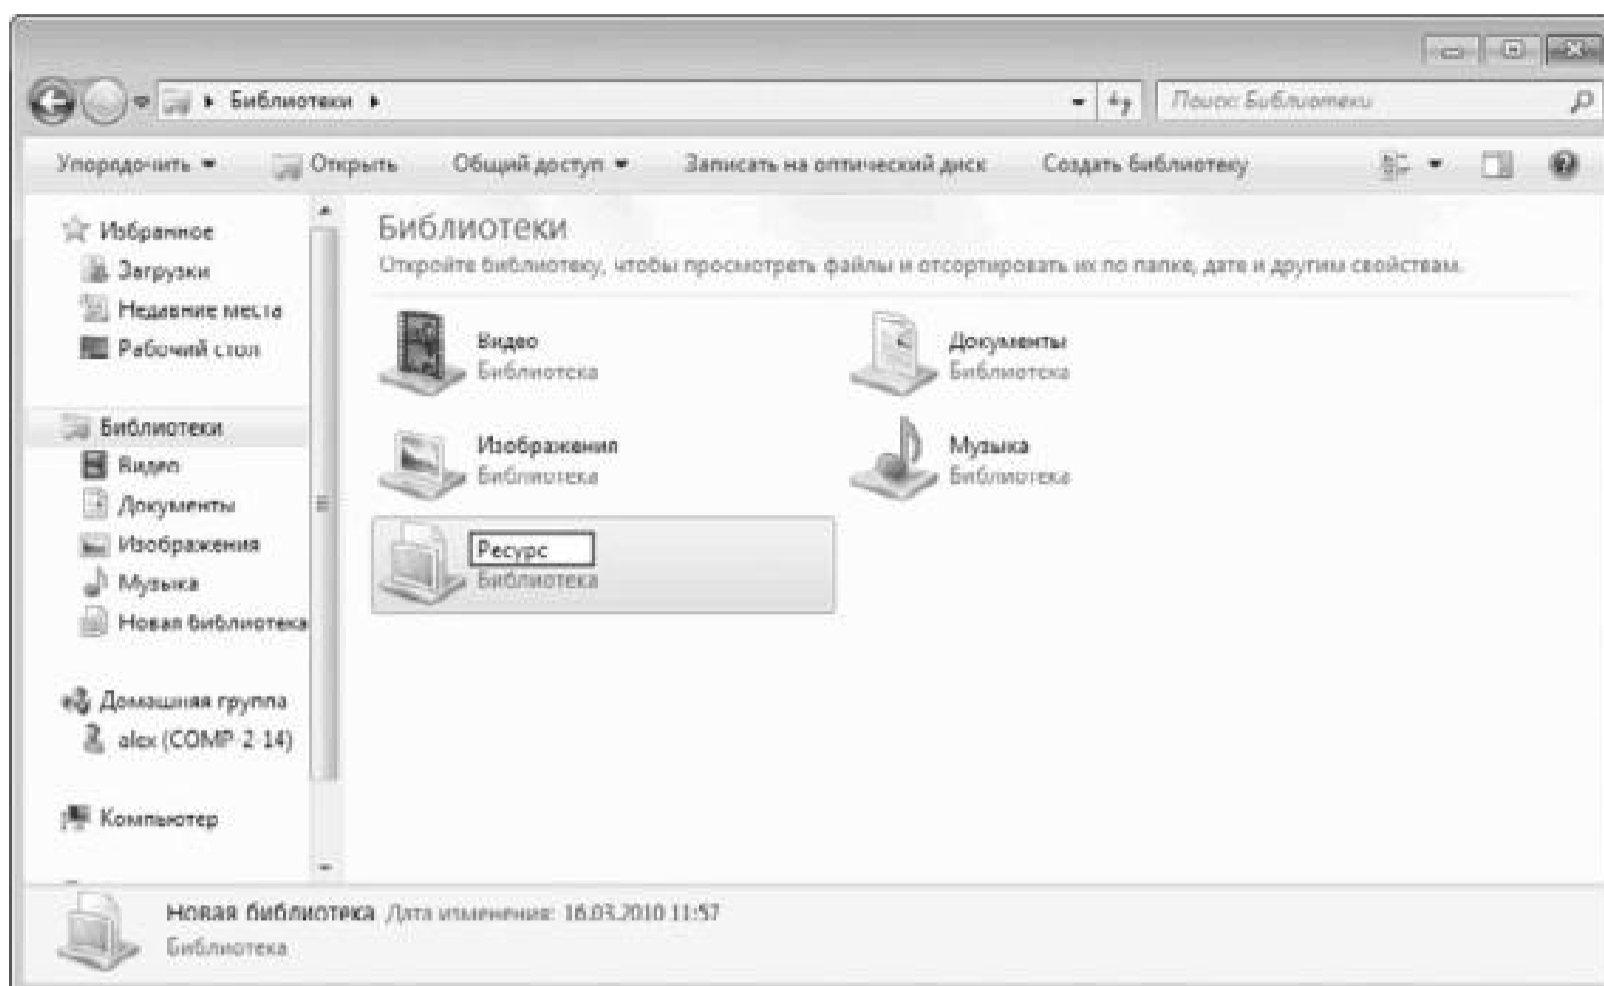 Библиотеки
Поиск: Библиотеки
Упорядочить Открыть Общий доступ Записать на оптический диск Создать библиотеку
Избранное
Загрузки
Недавние места
Рабочий стол
Библиотеки
Видео
Документы
Изображения
Музыка
Новая библиотека
Домашняя группа
alex (COMP-2-14)
Компьютер
Библиотеки
Откройте библиотеку, чтобы просмотреть файлы и отсортировать их по папке, дате и другим свойствам.
Видео
Библиотека
Документы
Библиотека
Изображения
Библиотека
Музыка
Библиотека
Ресурс
Библиотека
Новая библиотека Дата изменения: 16.03.2010 11:57
Библиотека